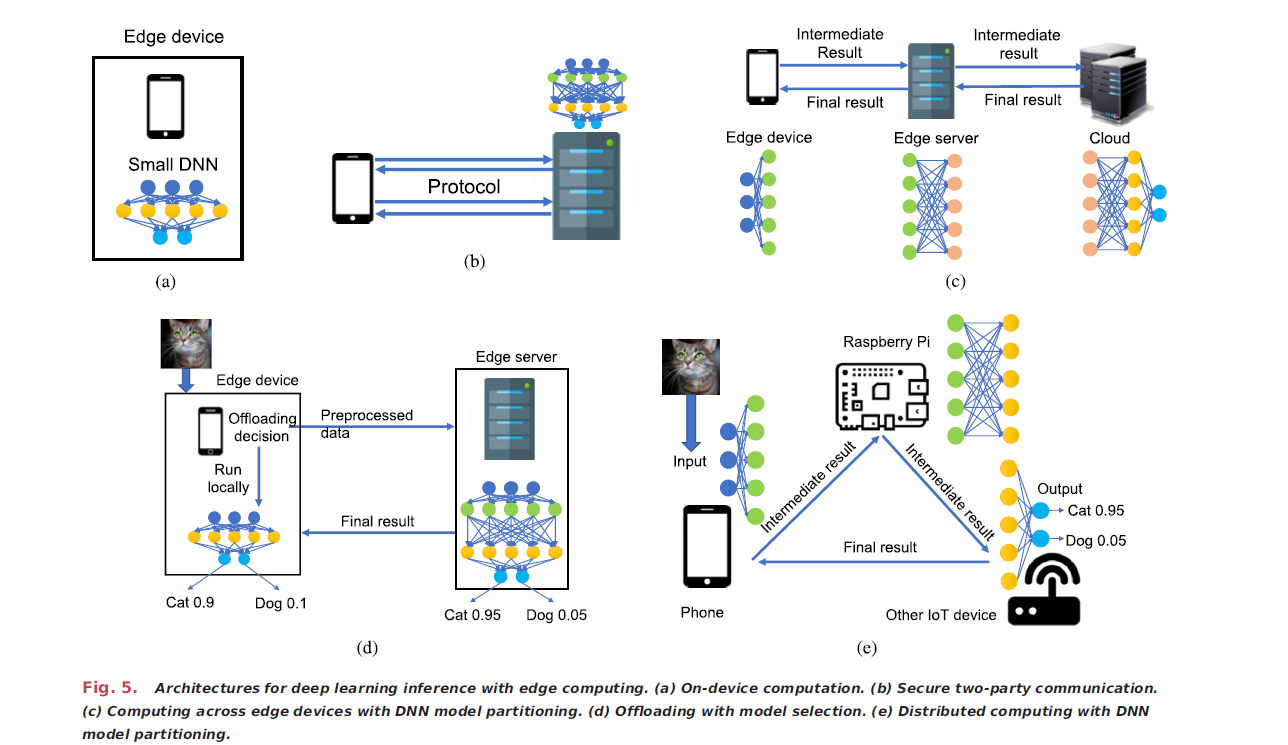 Edge device
Small DNN
(a)
Protocol
(b)
Intermediate
Result
Intermediate
result
Final result
Final result
Edge device
Edge server
Cloud
(c)
Edge device
Offloading
decision
Run
locally
Preprocessed
data
Edge server
Final result
Cat 0.9
Dog 0.1
Cat 0.95
Dog 0.05
(d)
Raspberry Pi
Input
Intermediate result
Intermediate result
Final result
Output
Cat 0.95
Dog 0.05
Phone
Other IoT device
(e)
Fig. 5. Architectures for deep learning inference with edge computing. (a) On-device computation. (b) Secure two-party communication.
(c) Computing across edge devices with DNN model partitioning. (d) Offloading with model selection. (e) Distributed computing with DNN
model partitioning.